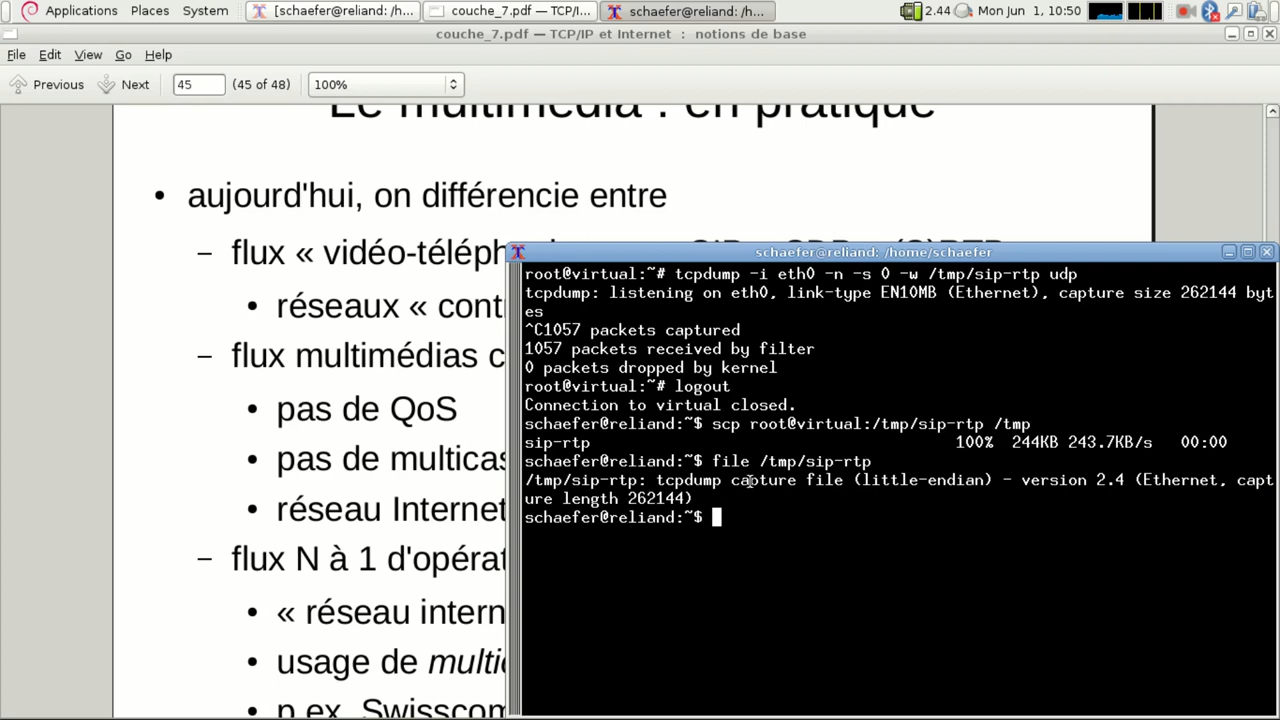 Applications Places System [schaefer@reliand: /h... couche_7.pdf — TCP/I... schaefer@reliand: /h... 2.44 Mon Jun 1, 10:50
couche_7.pdf — TCP/IP et Internet : notions de base
File Edit View Go Help
Previous Next 45 (45 of 48) 100%
Le multimédia : en pratique
• aujourd'hui, on différencie entre
– flux « vidéo-téléph
• réseaux « cont
– flux multimédias c
• pas de QoS
• pas de multicas
• réseau Internet
– flux N à 1 d'opérat
• « réseau intern
• usage de multic
• p.ex. Swisscom
schaefer@reliand: /home/schaefer
root@virtual:~# tcpdump -i eth0 -n -s 0 -w /tmp/sip-rtp udp
tcpdump: listening on eth0, link-type EN10MB (Ethernet), capture size 262144 byt
es
^C1057 packets captured
1057 packets received by filter
0 packets dropped by kernel
root@virtual:~# logout
Connection to virtual closed.
schaefer@reliand:~$ scp root@virtual:/tmp/sip-rtp /tmp
sip-rtp 100% 244KB 243.7KB/s 00:00
schaefer@reliand:~$ file /tmp/sip-rtp
/tmp/sip-rtp: tcpdump capture file (little-endian) - version 2.4 (Ethernet, capt
ure length 262144)
schaefer@reliand:~$